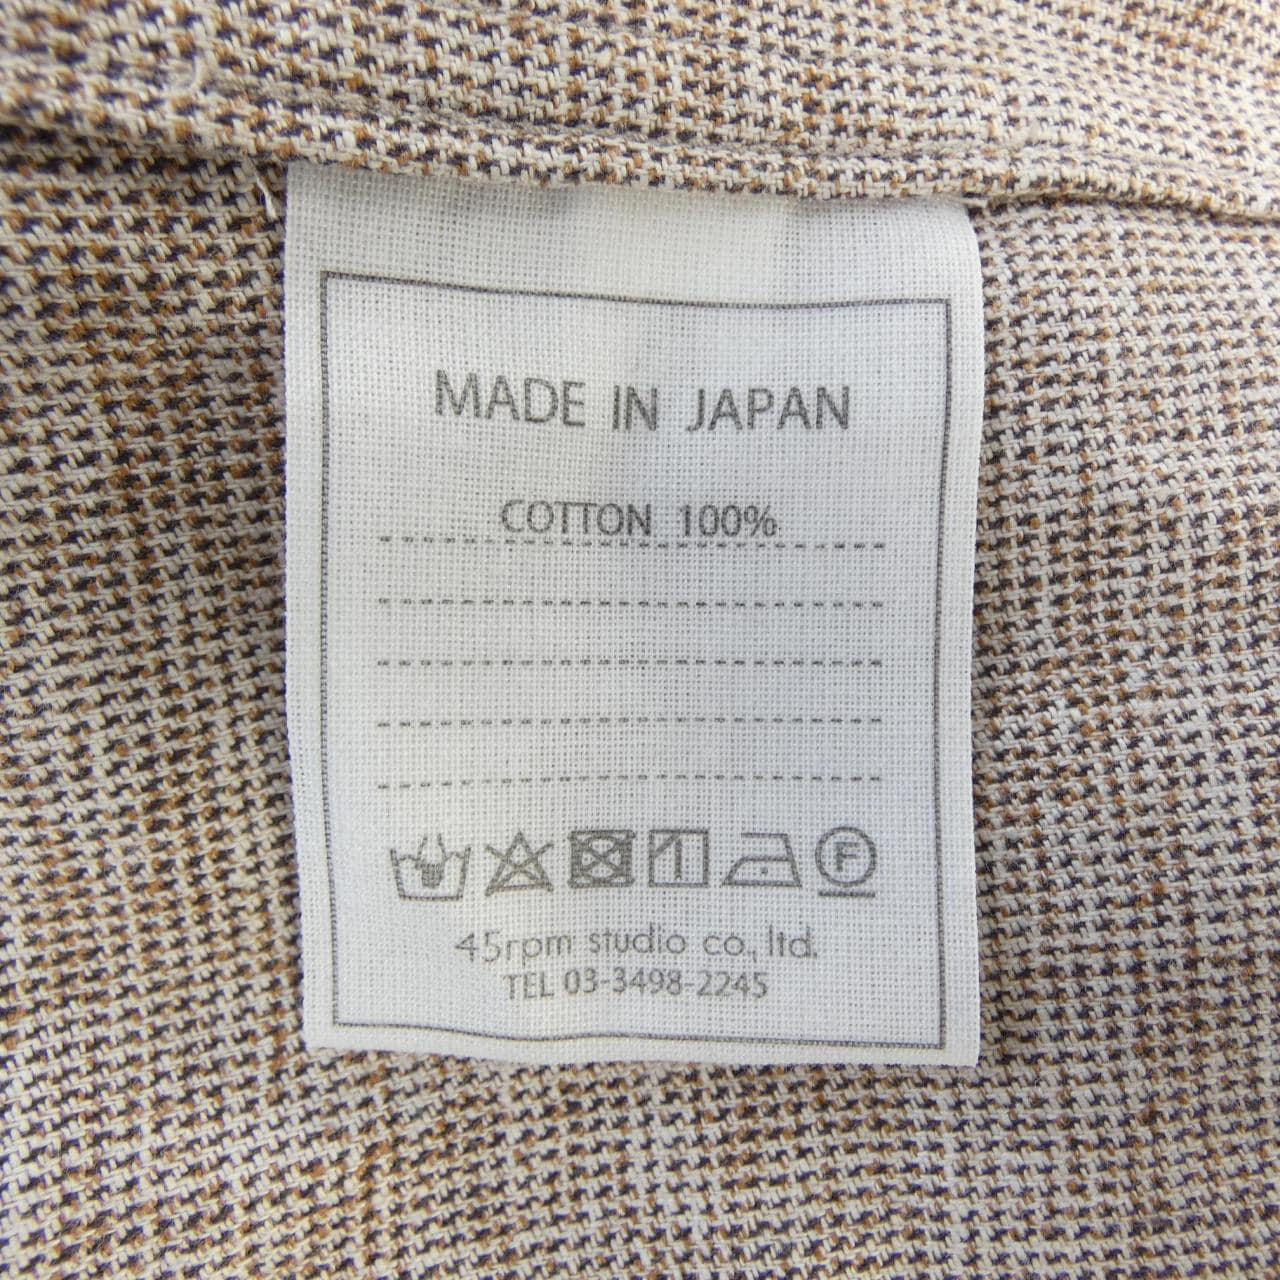 MADE IN JAPAN
COTTON 100%
F
45rpm studio co., ltd.
TEL 03-3498-2245